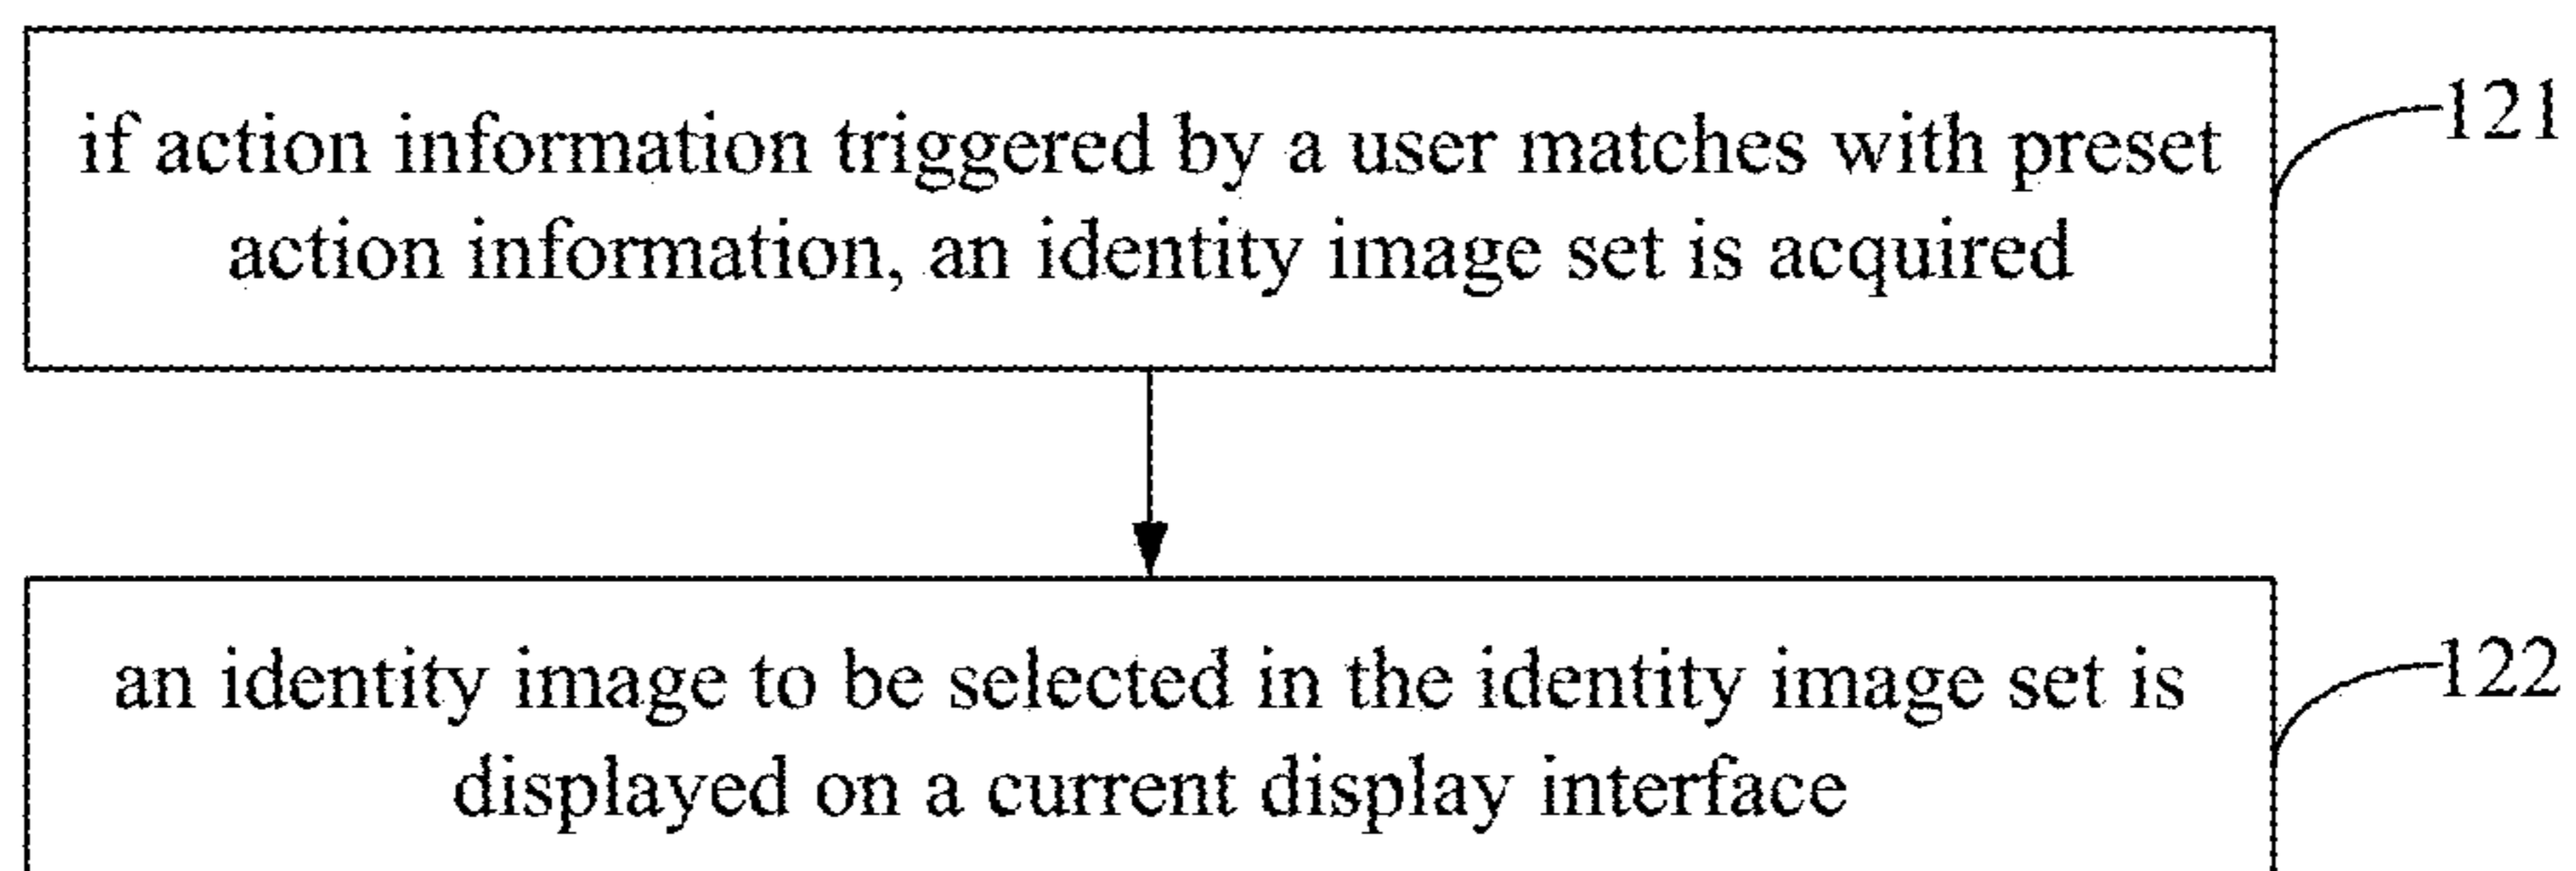 if action information triggered by a user matches with preset
action information, an identity image set is acquired
121
an identity image to be selected in the identity image set is
displayed on a current display interface
122